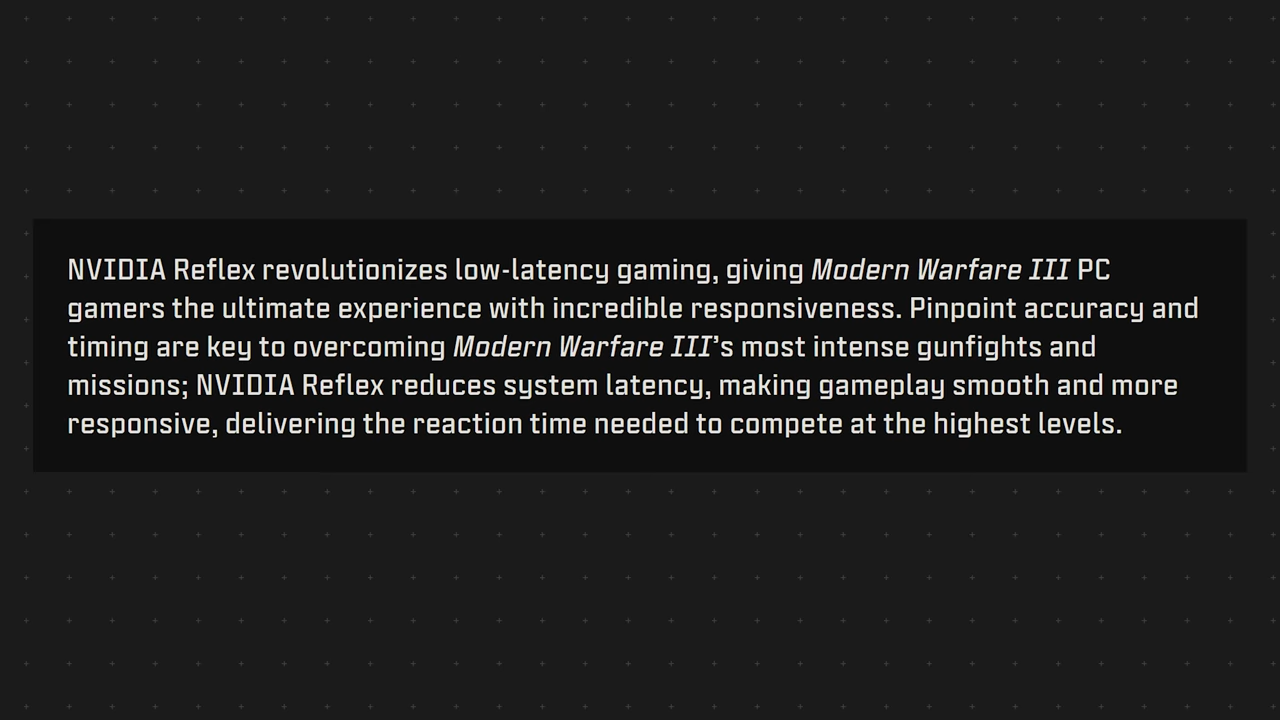 NVIDIA Reflex revolutionizes low-latency gaming, giving Modern Warfare III PC
gamers the ultimate experience with incredible responsiveness. Pinpoint accuracy and
timing are key to overcoming Modern Warfare III’s most intense gunfights and
missions; NVIDIA Reflex reduces system latency, making gameplay smooth and more
responsive, delivering the reaction time needed to compete at the highest levels.